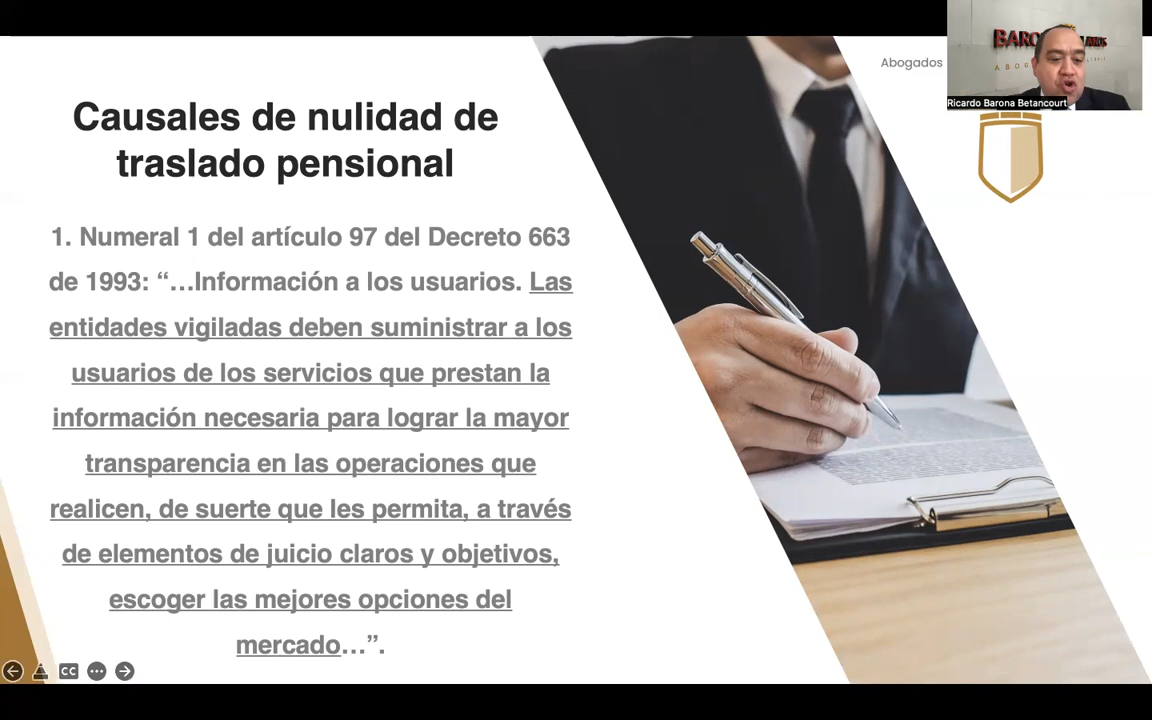 Causales de nulidad de
traslado pensional
1. Numeral 1 del artículo 97 del Decreto 663
de 1993: “…Información a los usuarios. Las
entidades vigiladas deben suministrar a los
usuarios de los servicios que prestan la
información necesaria para lograr la mayor
transparencia en las operaciones que
realicen, de suerte que les permita, a través
de elementos de juicio claros y objetivos,
escoger las mejores opciones del
mercado…”.
Abogados
Ricardo Barona Betancourt
CC